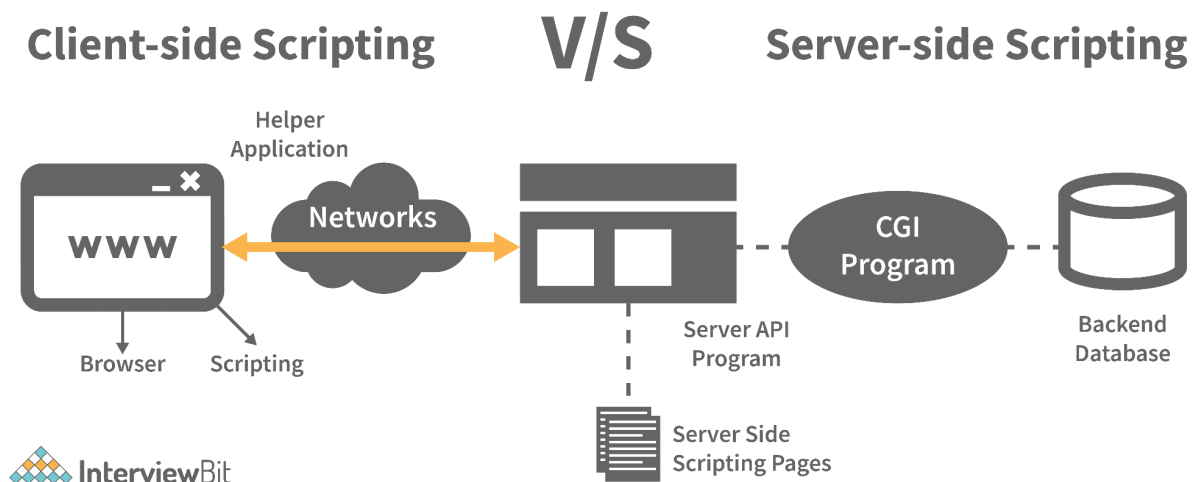 Client-side Scripting
V/S
Server-side Scripting
Helper
Application
www
Networks
CGI
Program
Browser
Scripting
Server API
Program
Backend
Database
Server Side
Scripting Pages
InterviewBit